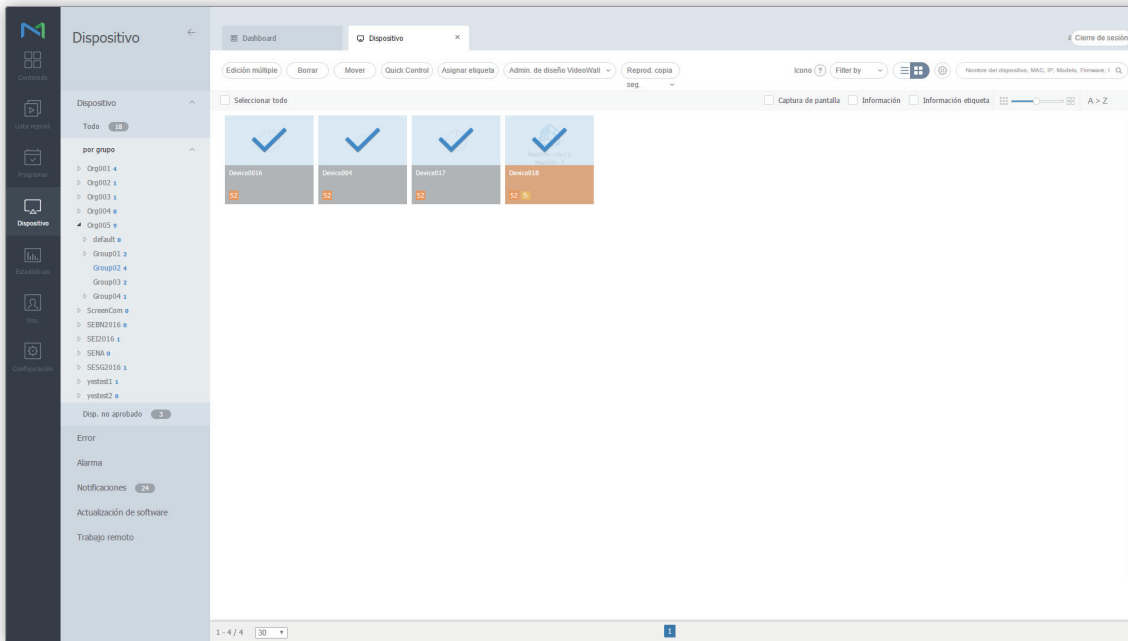 Contenido
Lista reprod.
Programar
Dispositivo
Estadísticas
Usu.
Configuración
Dispositivo
Dispositivo
Todo 18
por grupo
Org001 4
Org002 1
Org003 1
Org004 0
Org005 9
default 0
Group01 2
Group02 4
Group03 2
Group04 1
ScreenCom 0
SEBN2016 0
SEI2016 1
SENA 0
SESG2016 1
yestest1 1
yestest2 0
Disp. no aprobado 3
Error
Alarma
Notificaciones 24
Actualización de software
Trabajo remoto
Dashboard
Dispositivo
Cierre de sesión
Edición múltiple
Borrar
Mover
Quick Control
Asignar etiqueta
Admin. de diseño VideoWall
Reprod. copia
seg.
Icono ?
Filter by
Nombre del dispositivo, MAC, IP, Modelo, Firmware, I
Seleccionar todo
Captura de pantalla
Información
Información etiqueta
A > Z
Device0016
S2
Device004
S2
Device017
S2
Device018
S2
1 - 4 / 4
30
1